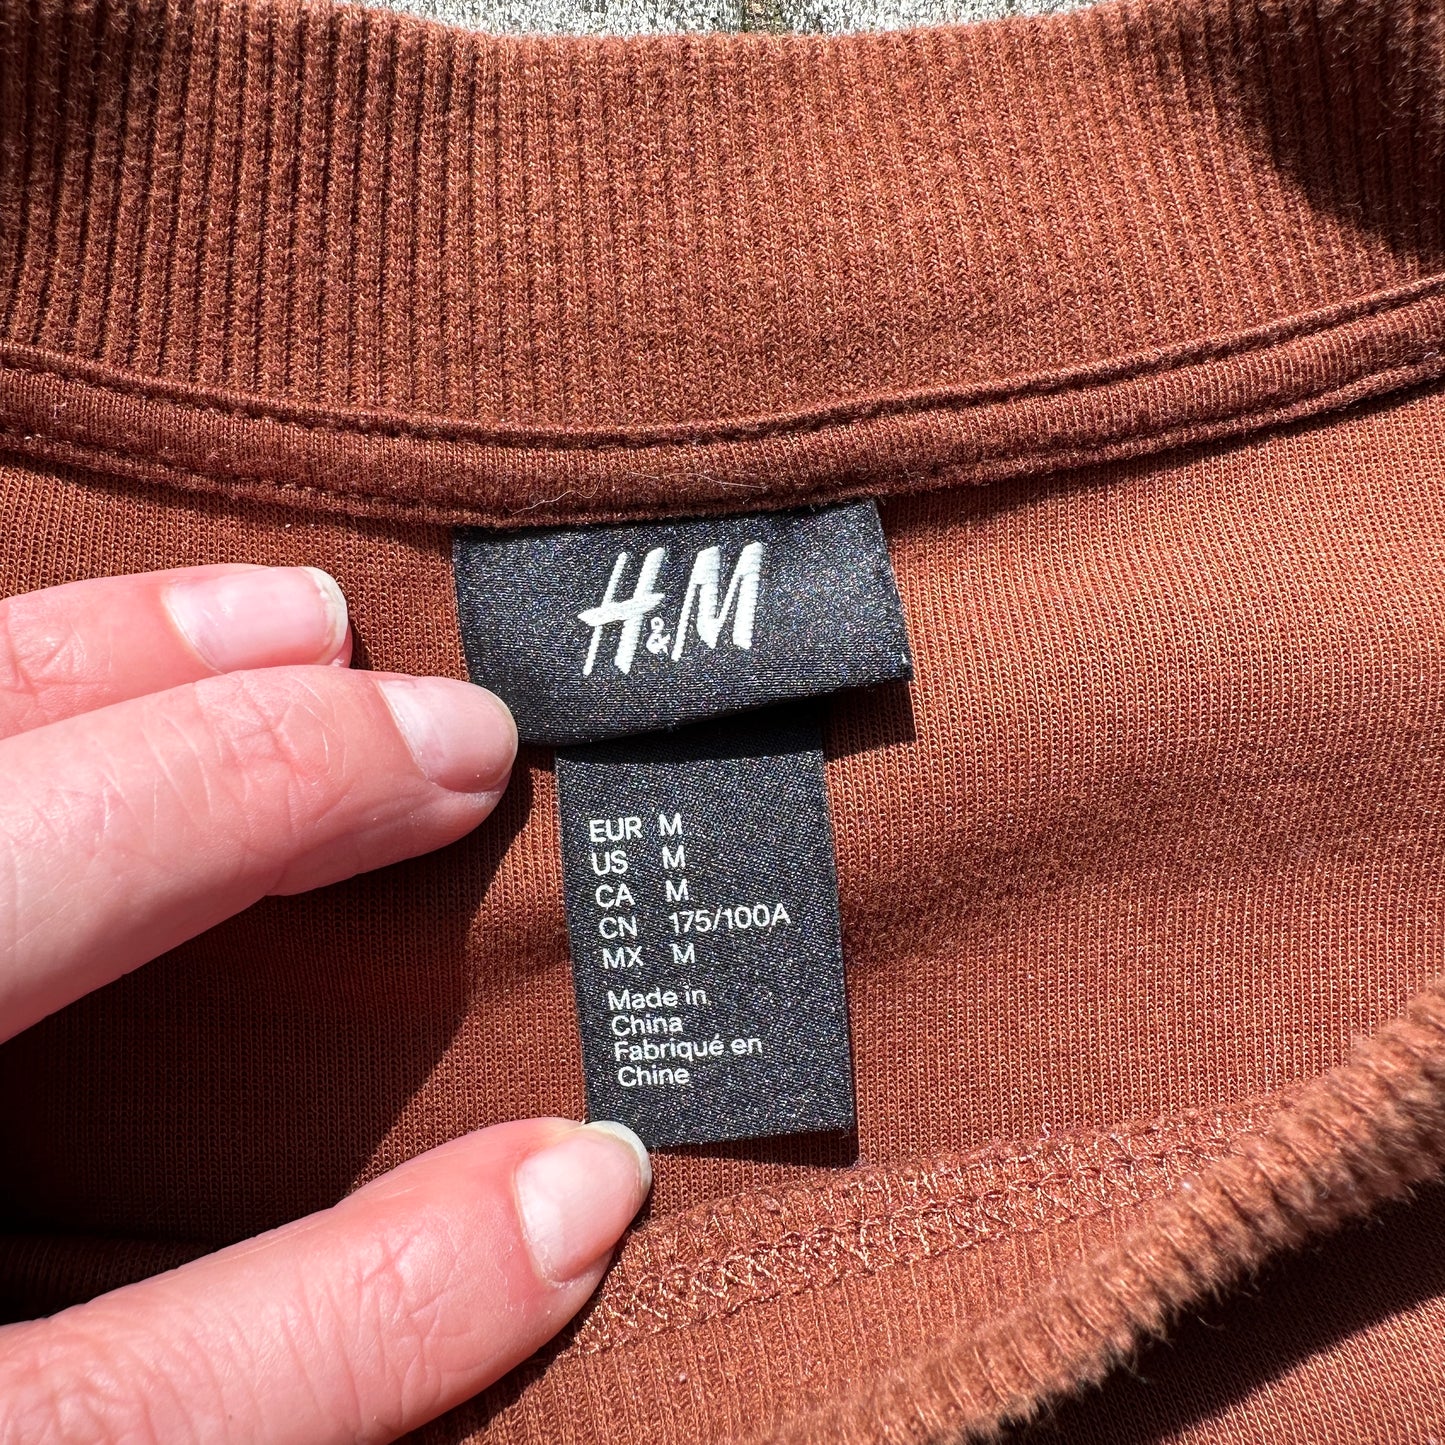 H&M
EUR M
US M
CA M
CN 175/100A
MX M
Made in
China
Fabriqué en
Chine